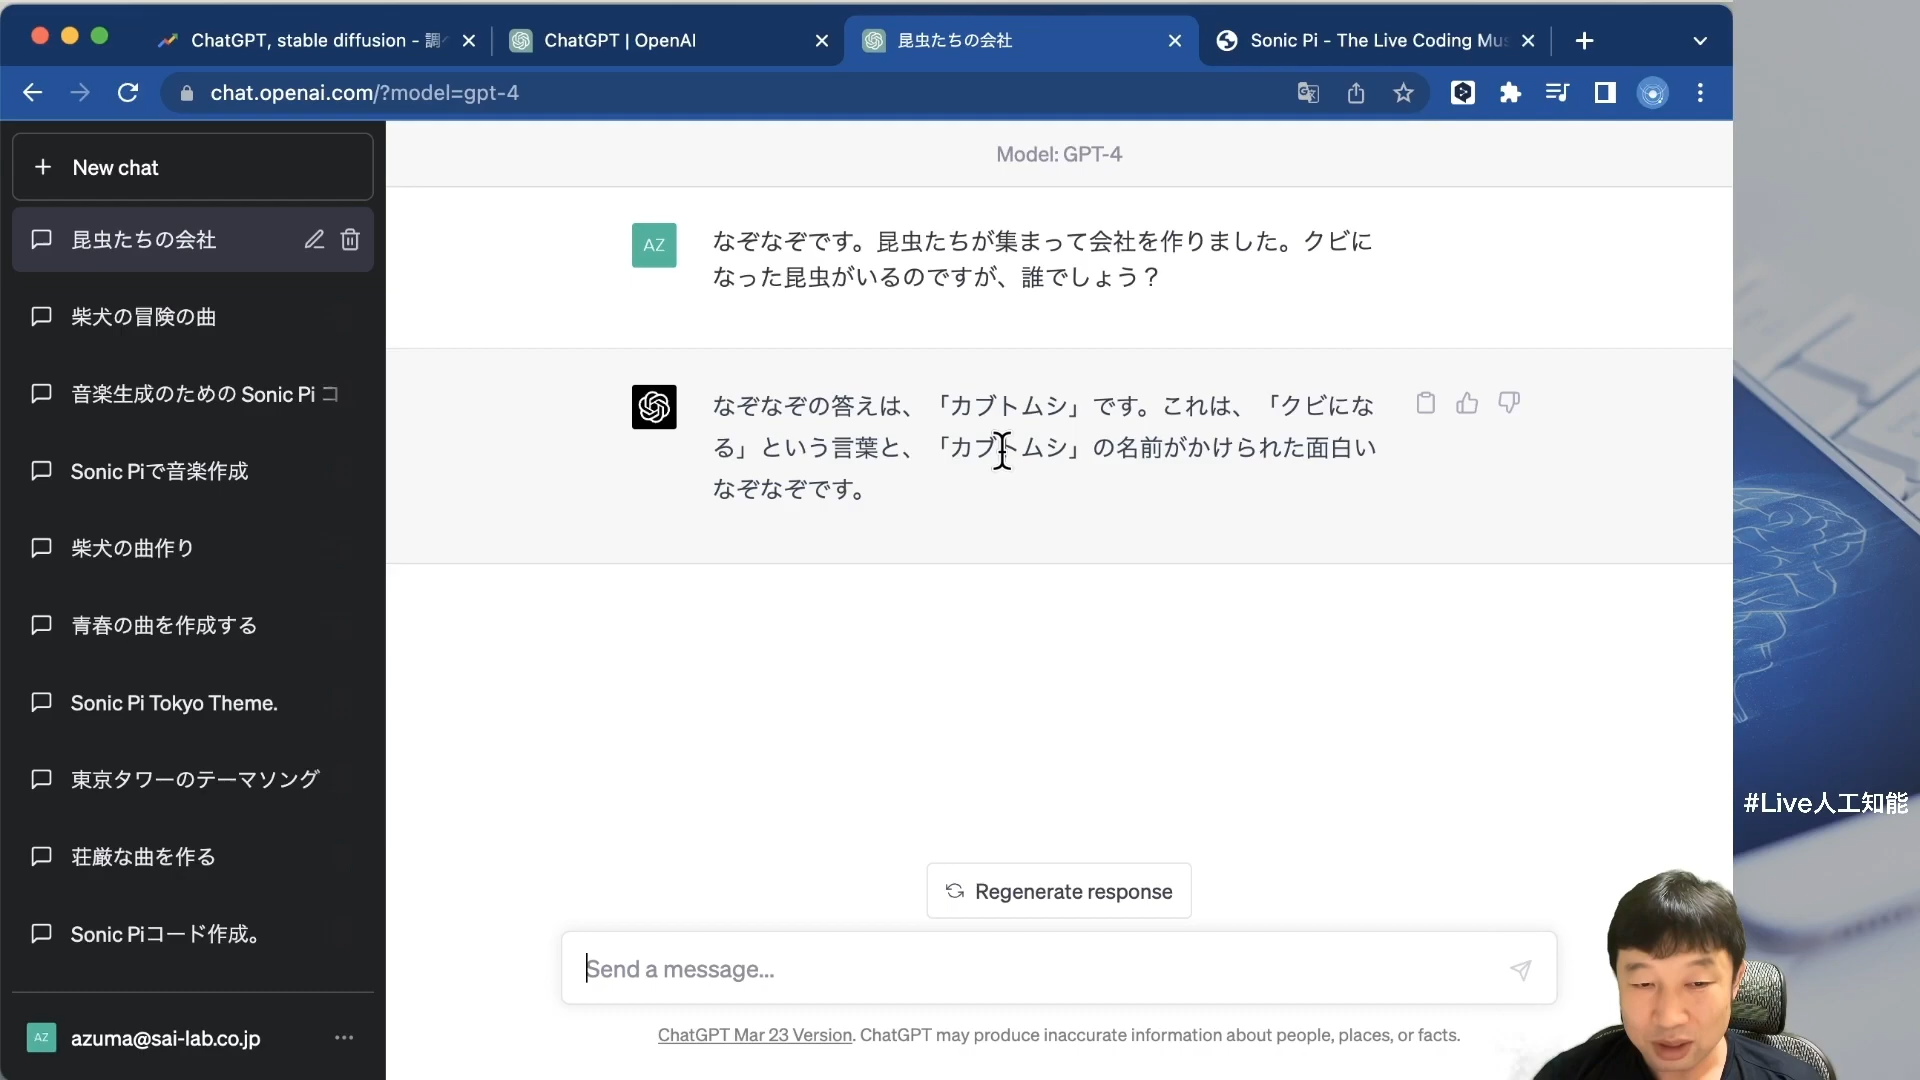 ChatGPT, stable diffusion - 調
ChatGPT | OpenAI
昆虫たちの会社
Sonic Pi - The Live Coding Mus
chat.openai.com/?model=gpt-4
New chat
昆虫たちの会社
柴犬の冒険の曲
音楽生成のための Sonic Pi コ
Sonic Piで音楽作成
柴犬の曲作り
青春の曲を作成する
Sonic Pi Tokyo Theme.
東京タワーのテーマソング
荘厳な曲を作る
Sonic Piコード作成。
AZ azuma@sai-lab.co.jp
Model: GPT-4
AZ
なぞなぞです。昆虫たちが集まって会社を作りました。クビに
なった昆虫がいるのですが、誰でしょう？
なぞなぞの答えは、「カブトムシ」です。これは、「クビにな
る」という言葉と、「カブトムシ」の名前がかけられた面白い
なぞなぞです。
Regenerate response
Send a message...
ChatGPT Mar 23 Version. ChatGPT may produce inaccurate information about people, places, or facts.
#Live人工知能